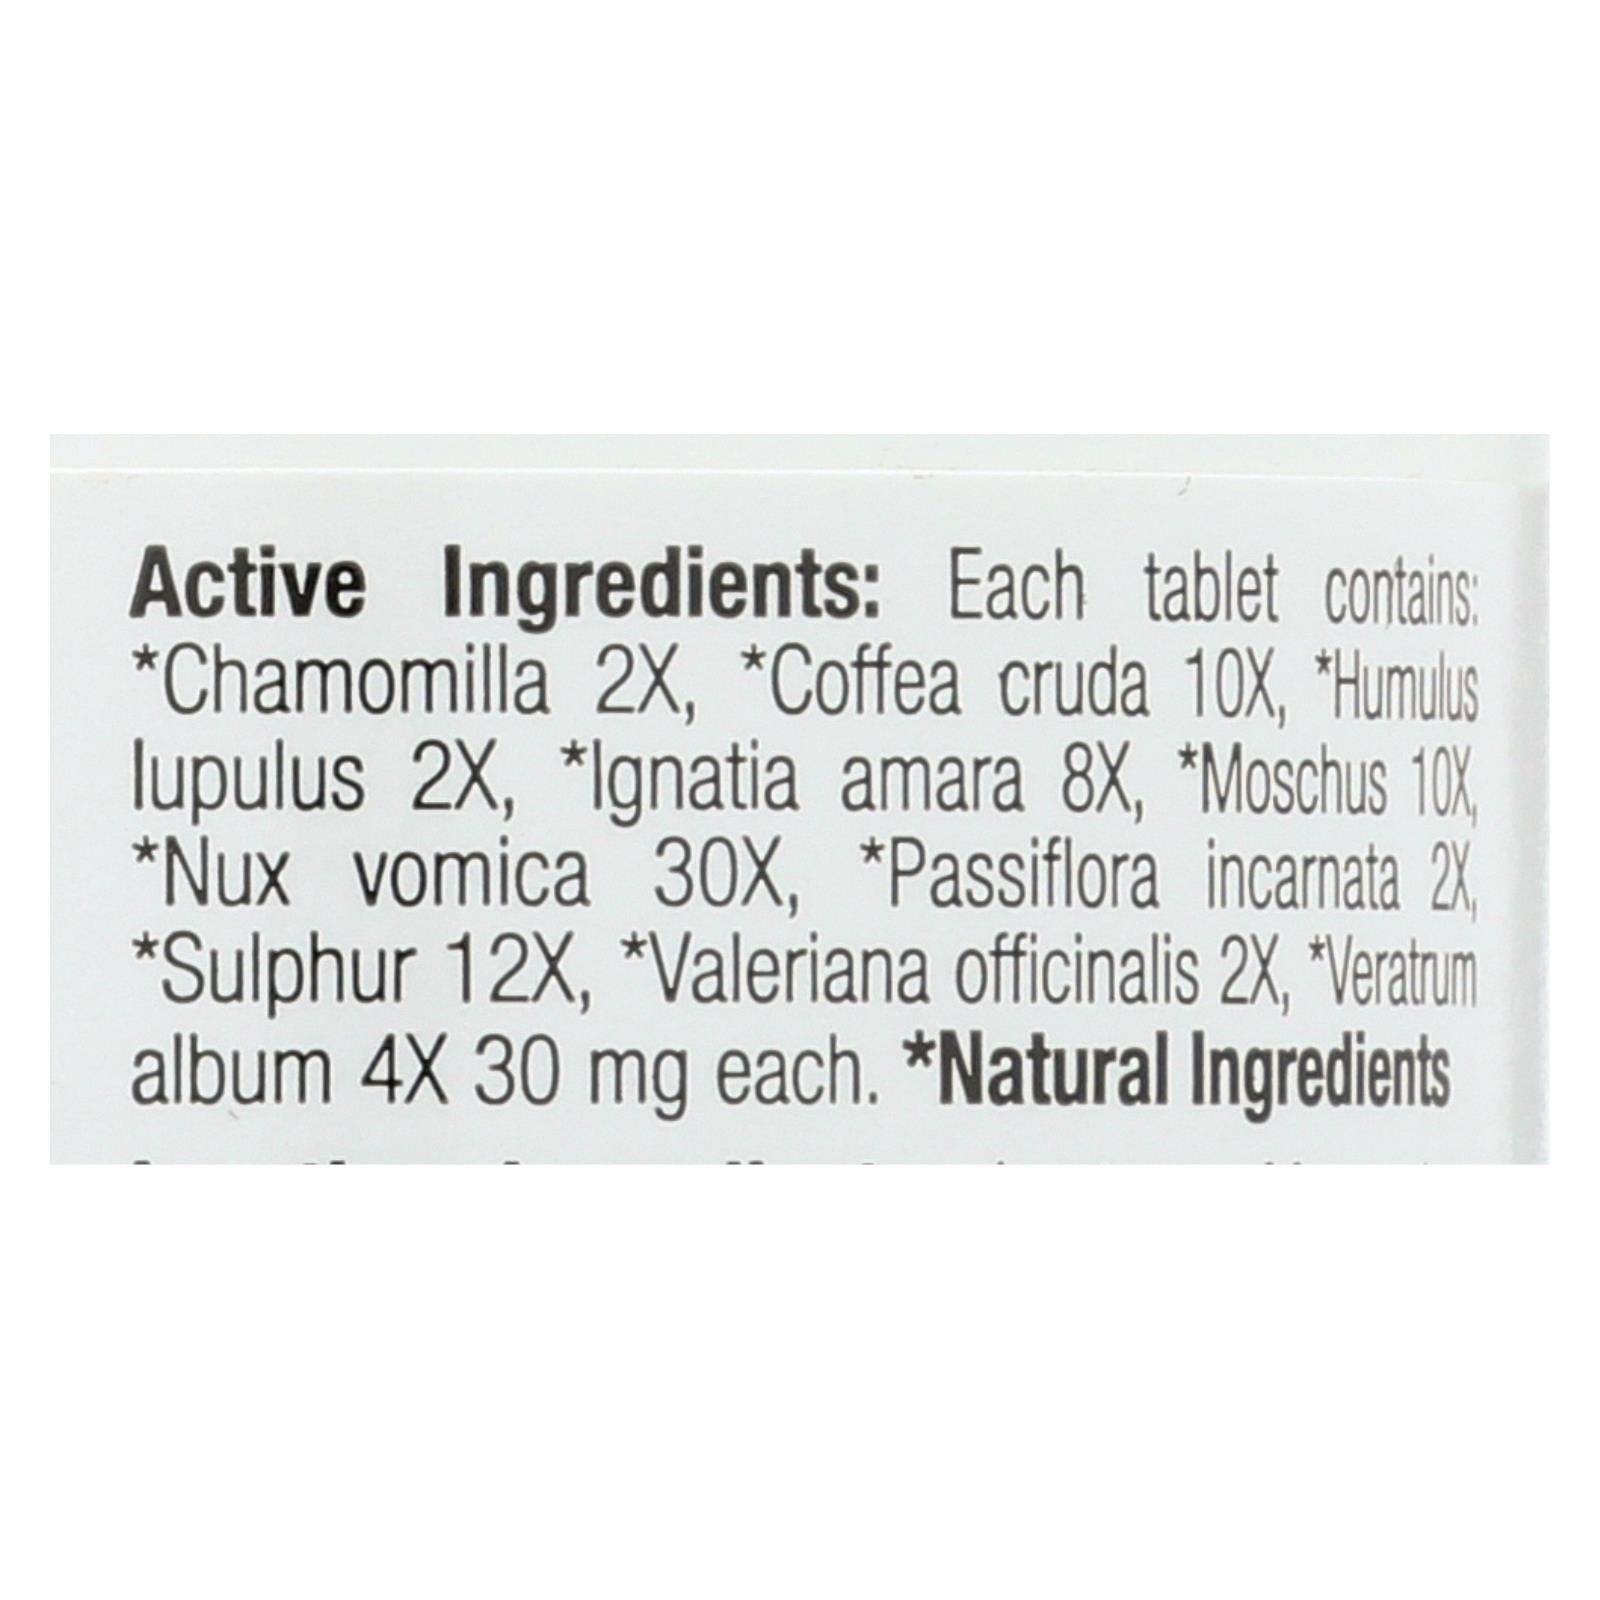 Active Ingredients: Each tablet contains:
*Chamomilla 2X, *Coffea cruda 10X, *Humulus
lupulus 2X, *Ignatia amara 8X, *Moschus 10X,
*Nux vomica 30X, *Passiflora incarnata 2X,
*Sulphur 12X, *Valeriana officinalis 2X, *Veratrum
album 4X 30 mg each. *Natural Ingredients